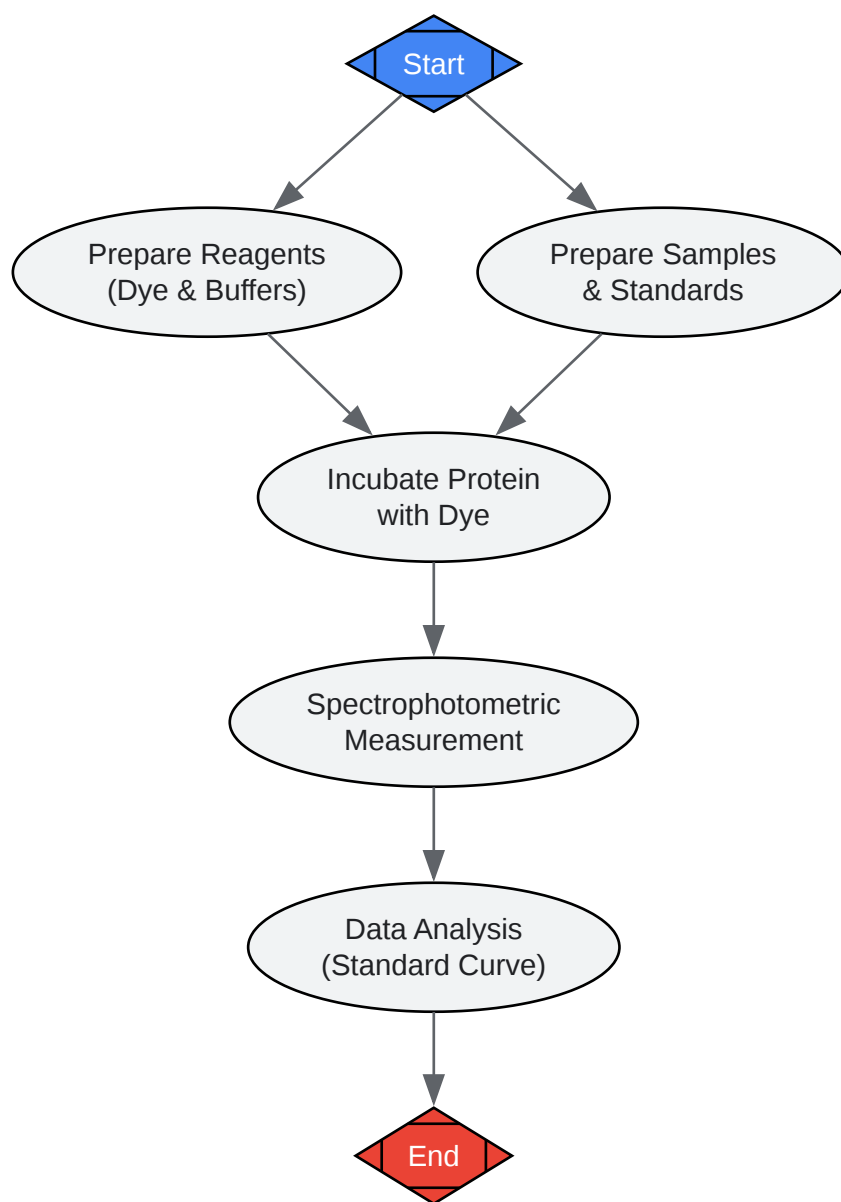 Start
Prepare Reagents
(Dye & Buffers)
Prepare Samples
& Standards
Incubate Protein
with Dye
Spectrophotometric
Measurement
Data Analysis
(Standard Curve)
End